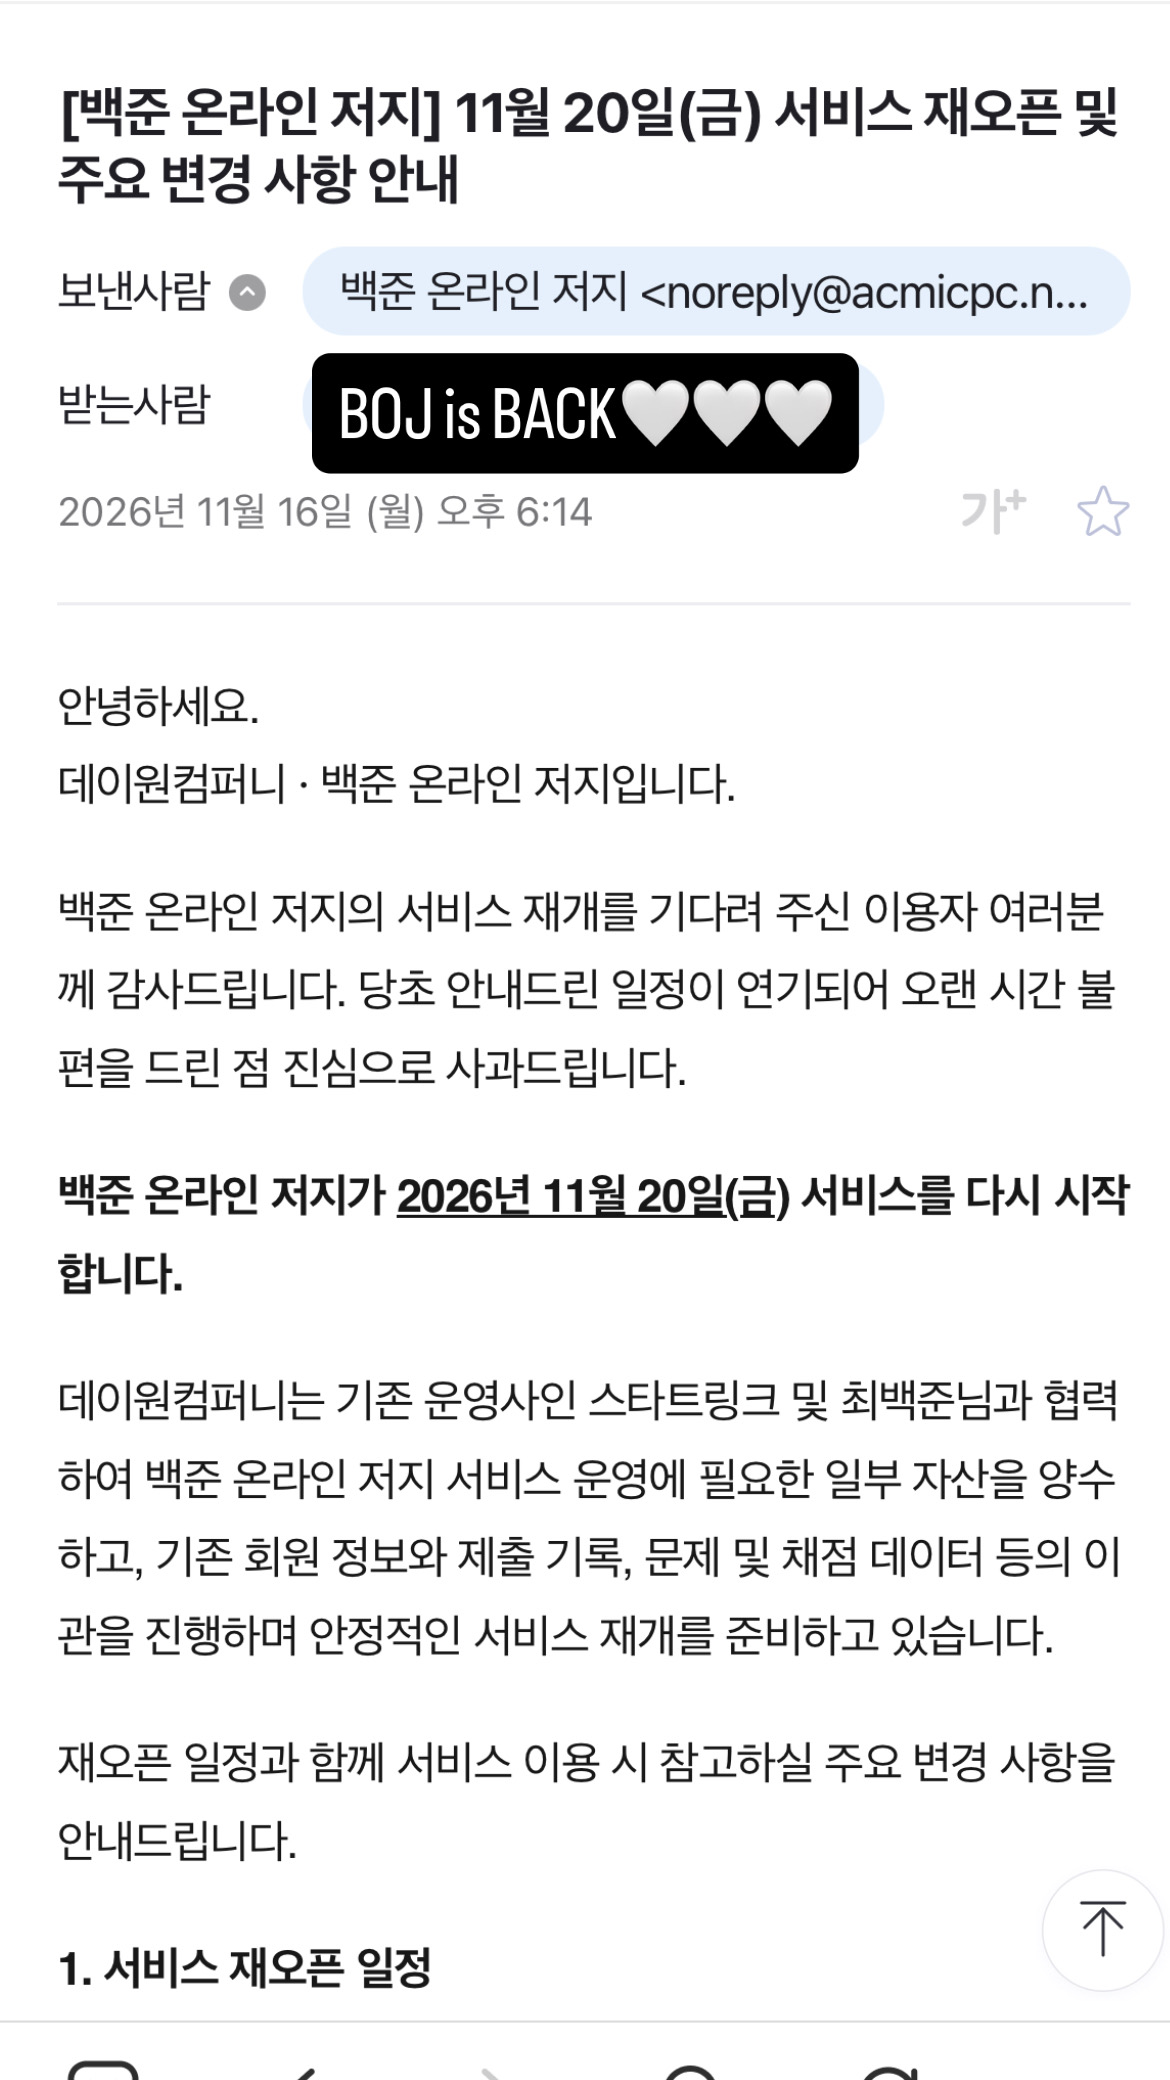 [백준 온라인 저지] 11월 20일(금) 서비스 재오픈 및
주요 변경 사항 안내
보낸사람 백준 온라인 저지 <noreply@acmicpc.n...
받는사람 BOJ is BACK🤍🤍🤍
2026년 11월 16일 (월) 오후 6:14 가+
안녕하세요.
데이원컴퍼니 · 백준 온라인 저지입니다.
백준 온라인 저지의 서비스 재개를 기다려 주신 이용자 여러분
께 감사드립니다. 당초 안내드린 일정이 연기되어 오랜 시간 불
편을 드린 점 진심으로 사과드립니다.
백준 온라인 저지가 2026년 11월 20일(금) 서비스를 다시 시작
합니다.
데이원컴퍼니는 기존 운영사인 스타트링크 및 최백준님과 협력
하여 백준 온라인 저지 서비스 운영에 필요한 일부 자산을 양수
하고, 기존 회원 정보와 제출 기록, 문제 및 채점 데이터 등의 이
관을 진행하며 안정적인 서비스 재개를 준비하고 있습니다.
재오픈 일정과 함께 서비스 이용 시 참고하실 주요 변경 사항을
안내드립니다.
1. 서비스 재오픈 일정